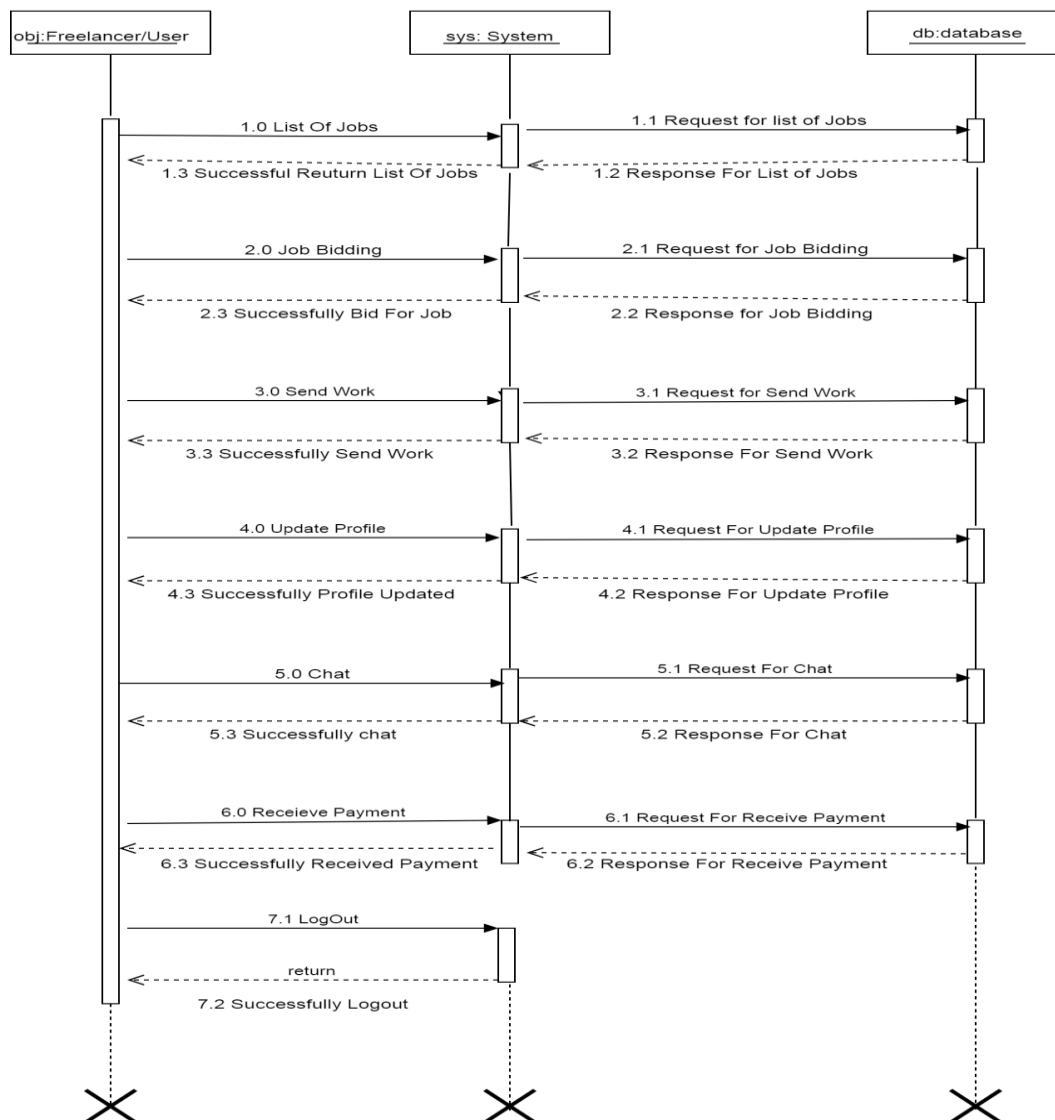 obj:Freelancer/User
sys: System
db:database
1.0 List Of Jobs
1.1 Request for list of Jobs
1.3 Successful Reuturn List Of Jobs
1.2 Response For List of Jobs
2.0 Job Bidding
2.1 Request for Job Bidding
2.3 Successfully Bid For Job
2.2 Response for Job Bidding
3.0 Send Work
3.1 Request for Send Work
3.3 Successfully Send Work
3.2 Response For Send Work
4.0 Update Profile
4.1 Request For Update Profile
4.3 Successfully Profile Updated
4.2 Response For Update Profile
5.0 Chat
5.1 Request For Chat
5.3 Successfully chat
5.2 Response For Chat
6.0 Receieve Payment
6.1 Request For Receive Payment
6.3 Successfully Received Payment
6.2 Response For Receive Payment
7.1 LogOut
return
7.2 Successfully Logout